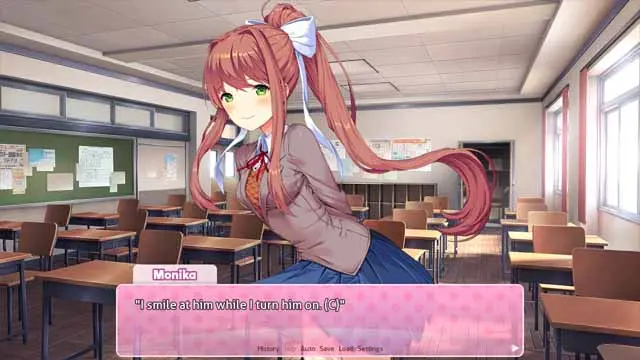 Monika
"I smile at him while I turn him on. (C)"
History Skip Auto Save Load Settings